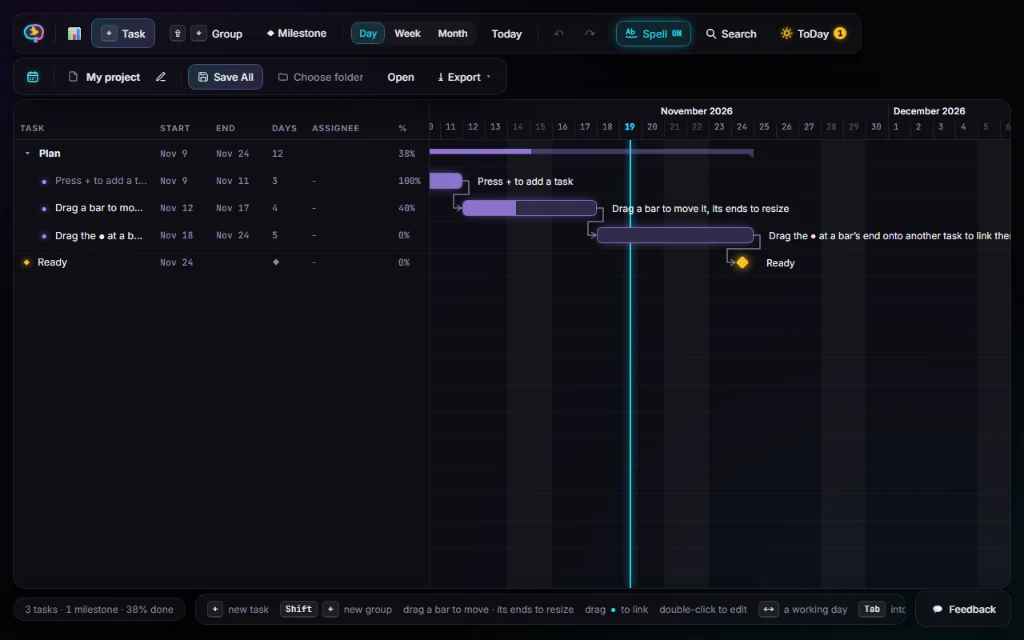 + Task ⇧ + Group ◆ Milestone Day Week Month Today Ab Spell ON Search ToDay 1
My project Save All Choose folder Open Export
November 2026 December 2026
TASK START END DAYS ASSIGNEE %
11 12 13 14 15 16 17 18 19 20 21 22 23 24 25 26 27 28 29 30 1 2 3 4 5 6
Plan Nov 9 Nov 24 12 38%
Press + to add a t... Nov 9 Nov 11 3 - 100% Press + to add a task
Drag a bar to mo... Nov 12 Nov 17 4 - 40% Drag a bar to move it, its ends to resize
Drag the ● at a b... Nov 18 Nov 24 5 - 0% Drag the ● at a bar's end onto another task to link
Ready Nov 24 ◆ - 0% Ready
3 tasks · 1 milestone · 38% done + new task Shift + new group drag a bar to move · its ends to resize drag ● to link double-click to edit ↔ a working day Tab Feedback